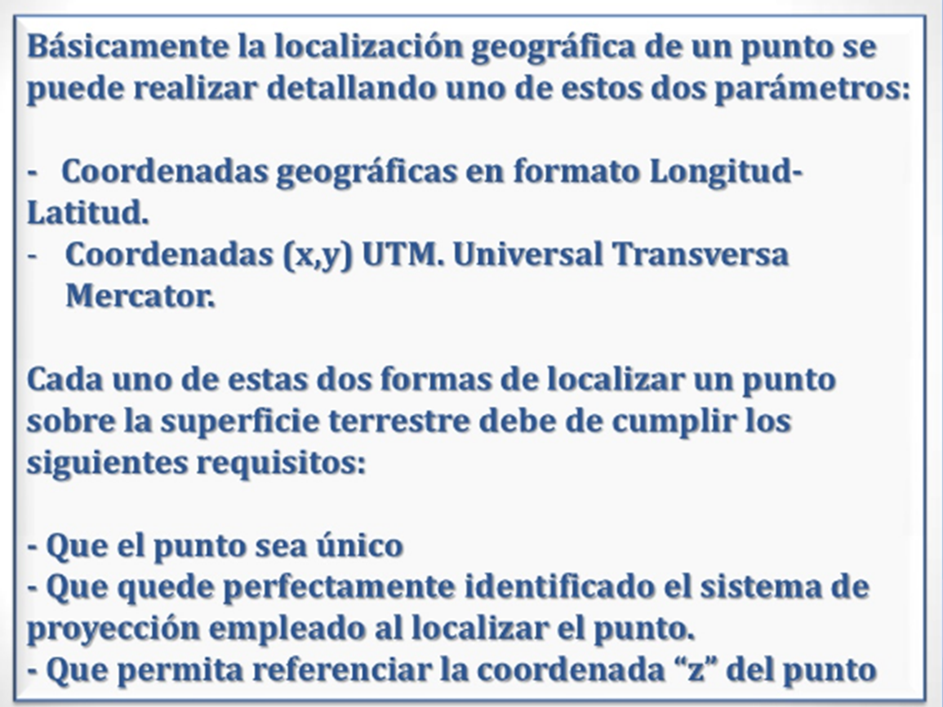 Básicamente la localización geográfica de un punto se
puede realizar detallando uno de estos dos parámetros:
- Coordenadas geográficas en formato Longitud-
Latitud.
- Coordenadas (x,y) UTM. Universal Transversa
Mercator.
Cada uno de estas dos formas de localizar un punto
sobre la superficie terrestre debe de cumplir los
siguientes requisitos:
- Que el punto sea único
- Que quede perfectamente identificado el sistema de
proyección empleado al localizar el punto.
- Que permita referenciar la coordenada “z” del punto